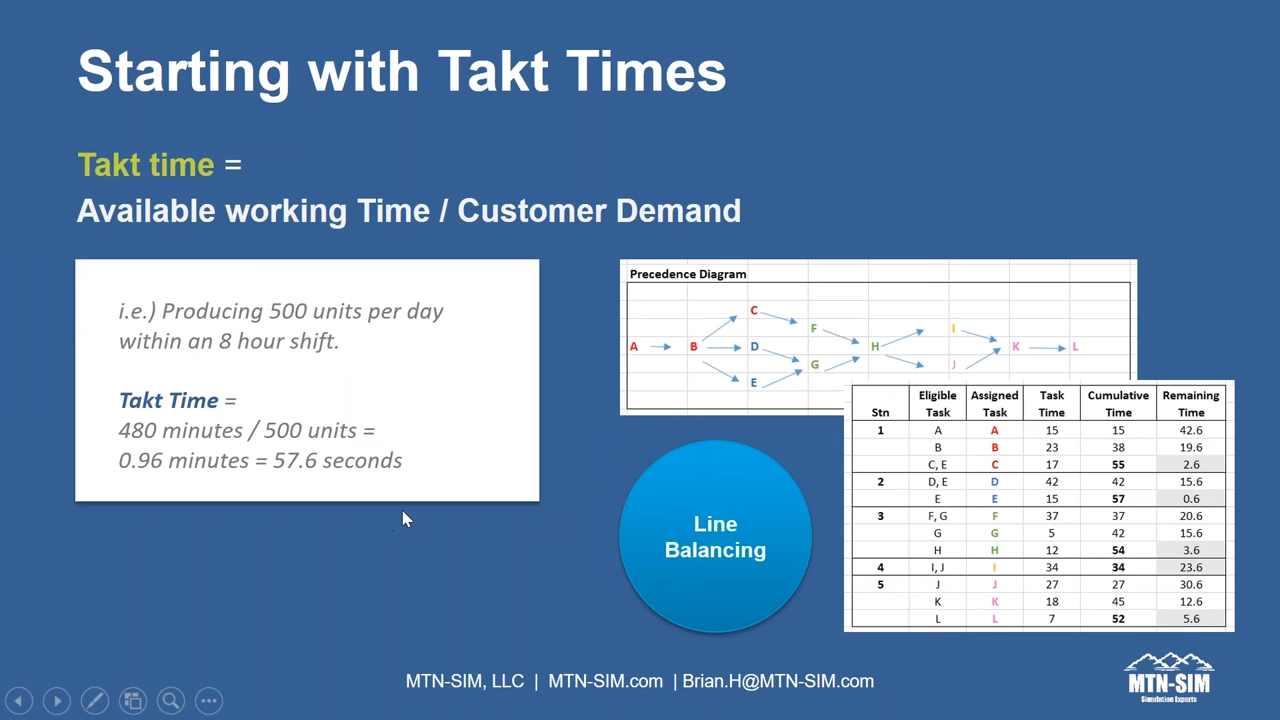 Starting with Takt Times
Takt time =
Available working Time / Customer Demand
i.e.) Producing 500 units per day
within an 8 hour shift.
Takt Time =
480 minutes / 500 units =
0.96 minutes = 57.6 seconds
Precedence Diagram
C
F I
A B D H K L
G J
E
Line
Balancing
Eligible Assigned Task Cumulative Remaining
Stn Task Task Time Time Time
1 A A 15 15 42.6
B B 23 38 19.6
C, E C 17 55 2.6
2 D, E D 42 42 15.6
E E 15 57 0.6
3 F, G F 37 37 20.6
G G 5 42 15.6
H H 12 54 3.6
4 I, J I 34 34 23.6
5 J J 27 27 30.6
K K 18 45 12.6
L L 7 52 5.6
MTN-SIM, LLC | MTN-SIM.com | Brian.H@MTN-SIM.com
MTN-SIM
Simulation Experts